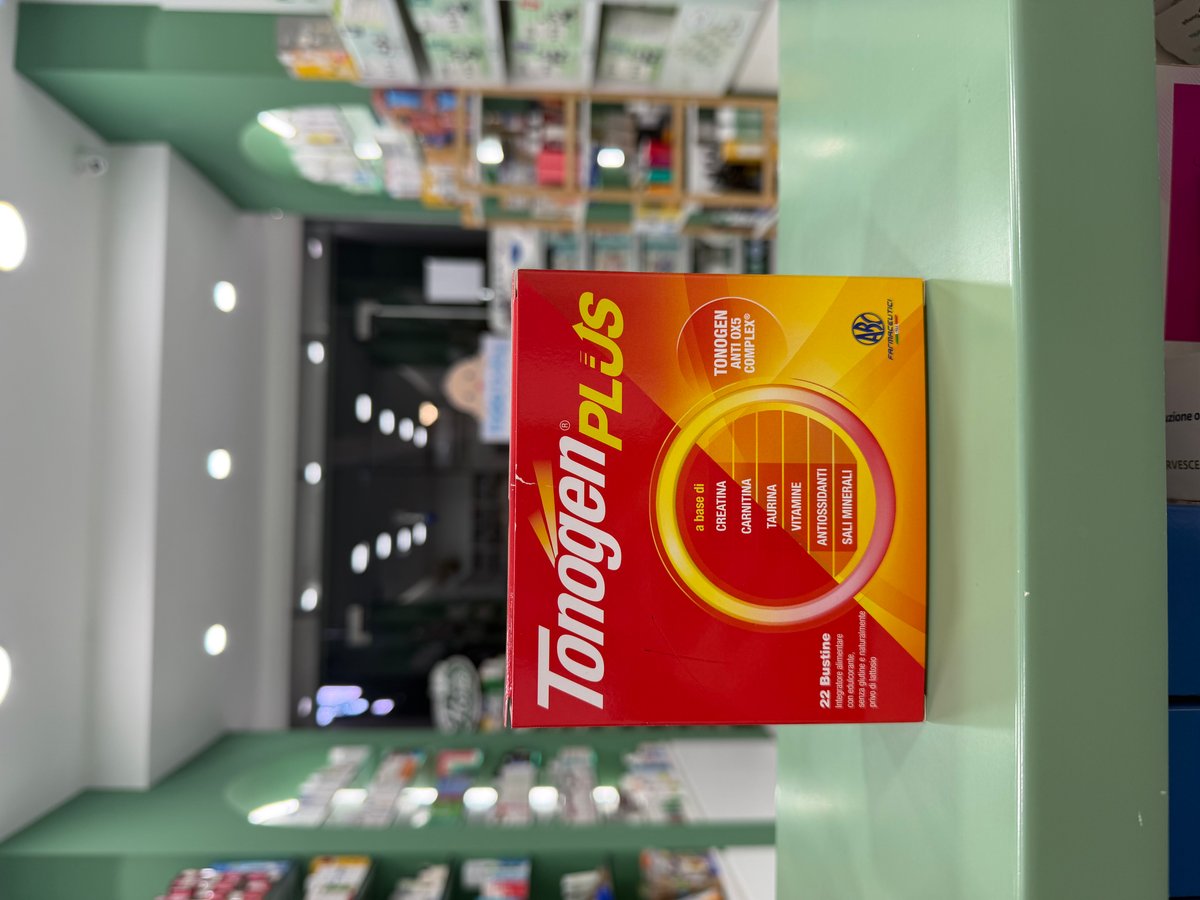 Tonogen®
PLUS
TONOGEN
ANTI OX5
COMPLEX®
a base di
CREATINA
CARNITINA
TAURINA
VITAMINE
ANTIOSSIDANTI
SALI MINERALI
22 Bustine
Integratore alimentare
con edulcorante,
senza glutine e naturalmente
privo di lattosio
ABC
FARMACEUTICI